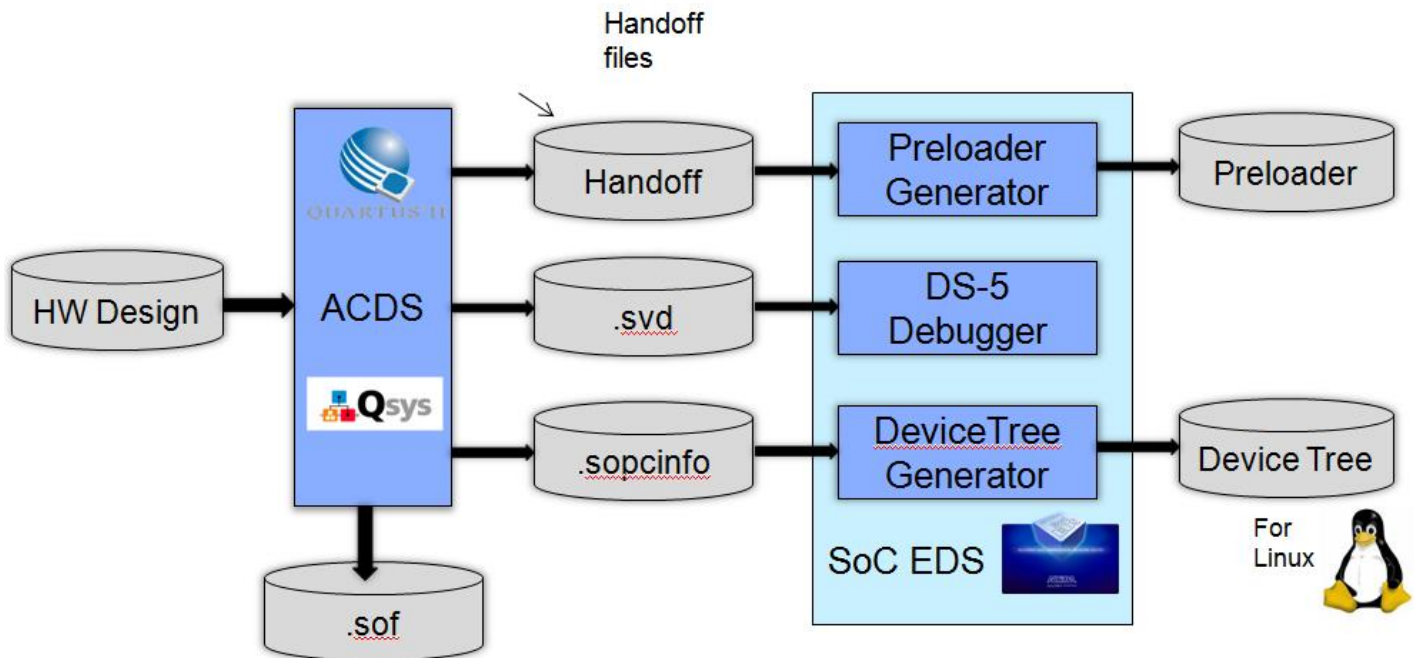 Handoff
files
QUARTUS II
Handoff
Preloader
Generator
Preloader
HW Design
ACDS
.svd
DS-5
Debugger
Qsys
.sopcinfo
DeviceTree
Generator
Device Tree
SoC EDS
For
Linux
.sof